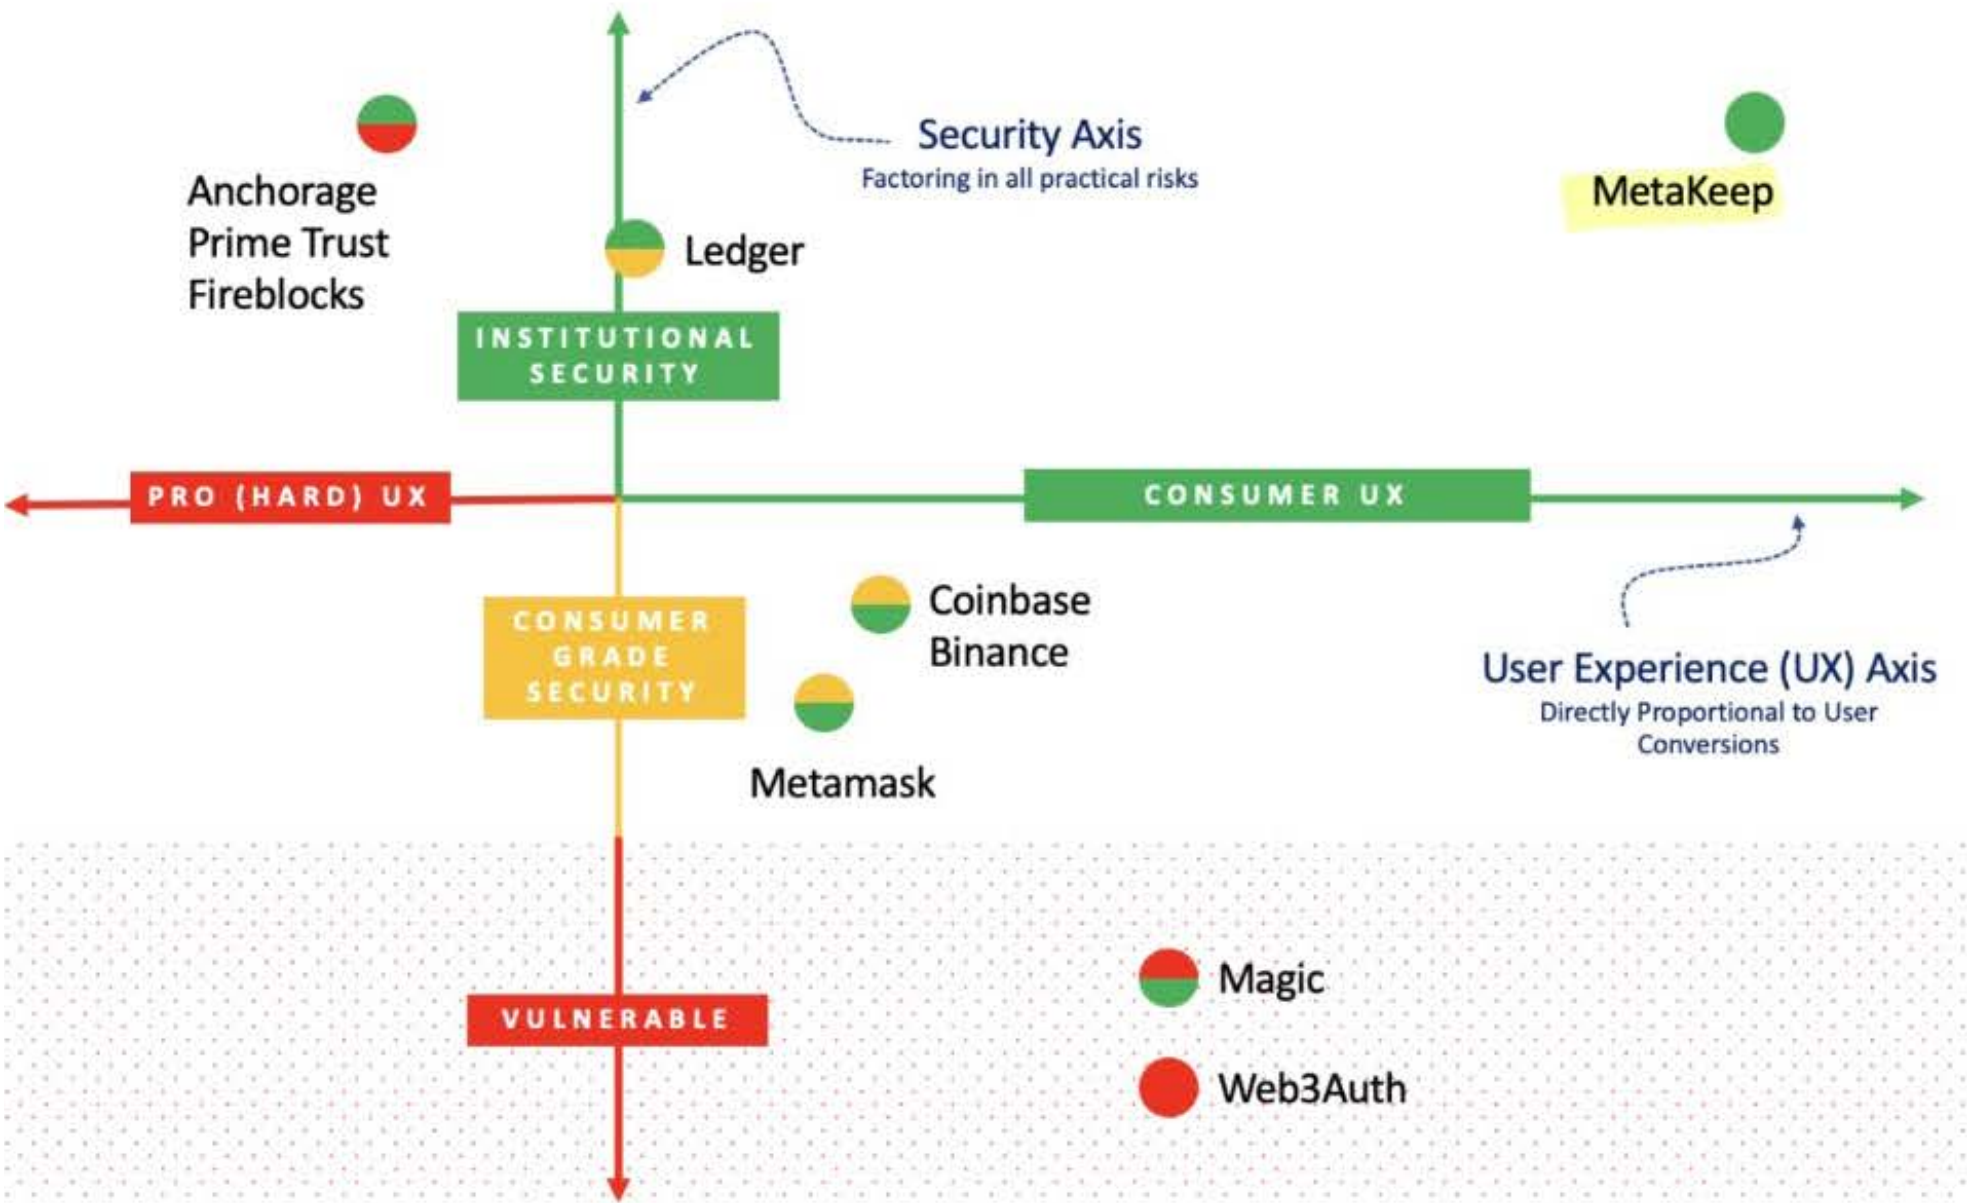 Security Axis
Factoring in all practical risks
Anchorage
Prime Trust
Fireblocks
MetaKeep
Ledger
INSTITUTIONAL
SECURITY
PRO (HARD) UX
CONSUMER UX
CONSUMER
GRADE
SECURITY
Coinbase
Binance
Metamask
User Experience (UX) Axis
Directly Proportional to User
Conversions
VULNERABLE
Magic
Web3Auth